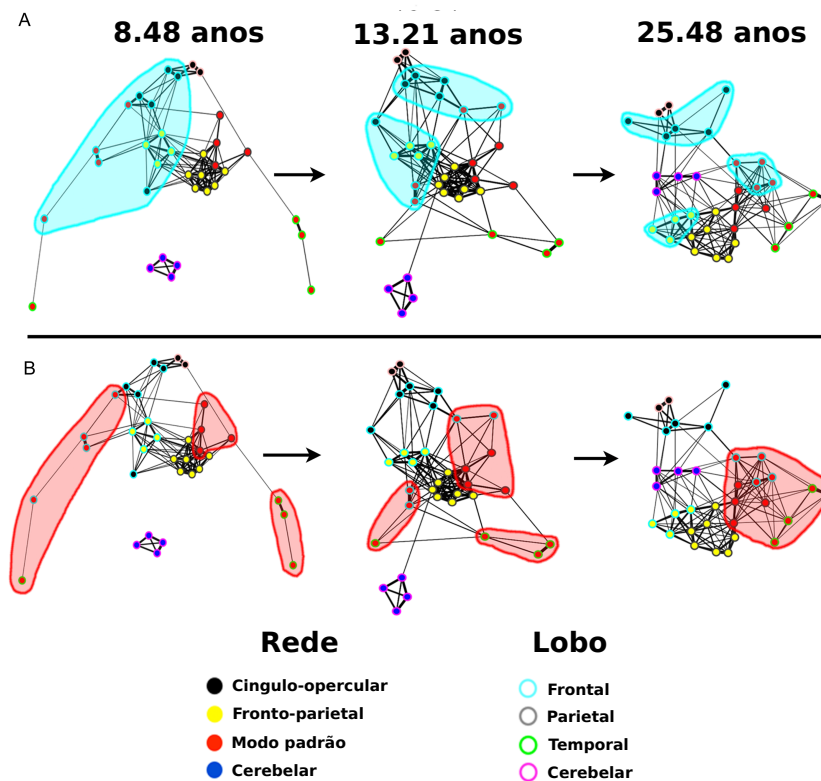 A
8.48 anos
13.21 anos
25.48 anos
B
Rede
Lobo
Cingulo-opercular
Frontal
Fronto-parietal
Parietal
Modo padrão
Temporal
Cerebelar
Cerebelar